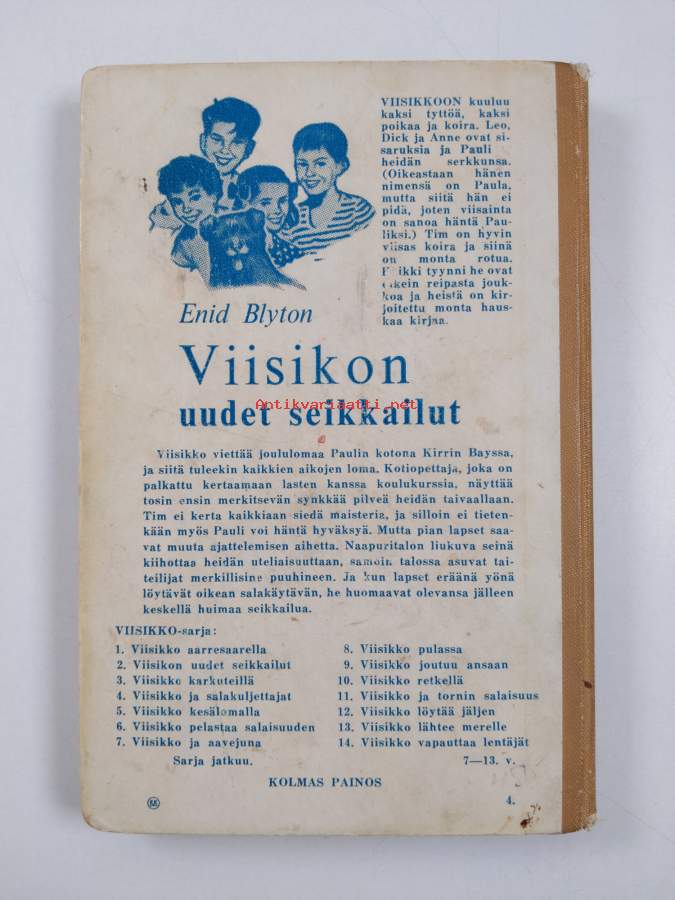 VIISIKKOON kuuluu
kaksi tyttöä, kaksi
poikaa ja koira. Leo,
Dick ja Anne ovat si-
saruksia ja Pauli
heidän serkkunsa.
(Oikeastaan hänen
nimensä on Paula,
mutta siitä hän ei
pidä, joten viisainta
on sanoa häntä Pau-
liksi.) Tim on hyvin
viisas koira ja siinä
on monta rotua.
tyynni he ovat
reipasta jouk-
koa ja heistä on kir-
joitettu monta haus-
kaa kirjaa.
Enid Blyton
Viisikon
uudet seikkailut
Antikvariaatti.net
Viisikko viettää joululomaa Paulin kotona Kirrin Bayssa,
ja siitä tuleekin kaikkien aikojen loma. Kotiopettaja, joka on
palkattu kertaamaan lasten kanssa koulukurssia, näyttää
tosin ensin merkitsevän synkkää pilveä heidän taivaallaan.
Tim ei kerta kaikkiaan siedä maisteria, ja silloin ei tieten-
kään myös Pauli voi häntä hyväksyä. Mutta pian lapset saa-
vat muuta ajattelemisen aihetta. Naapuritalon liukuva seinä
kiihottaa heidän uteliaisuuttaan, samoin talossa asuvat tai-
teilijat merkillisine puuhineen. Ja kun lapset eräänä yönä
löytävät oikean salakäytävän, he huomaavat olevansa jälleen
keskellä huimaa seikkailua.
VIISIKKO-sarja:
1. Viisikko aarresaarella
2. Viisikon uudet seikkailut
3. Viisikko karkuteillä
4. Viisikko ja salakuljettajat
5. Viisikko kesälomalla
6. Viisikko pelastaa salaisuuden
7. Viisikko ja aavejuna
8. Viisikko pulassa
9. Viisikko joutuu ansaan
10. Viisikko retkellä
11. Viisikko ja tornin salaisuus
12. Viisikko löytää jäljen
13. Viisikko lähtee merelle
14. Viisikko vapauttaa lentäjät
Sarja jatkuu.
7—13. v.
KOLMAS PAINOS
4.